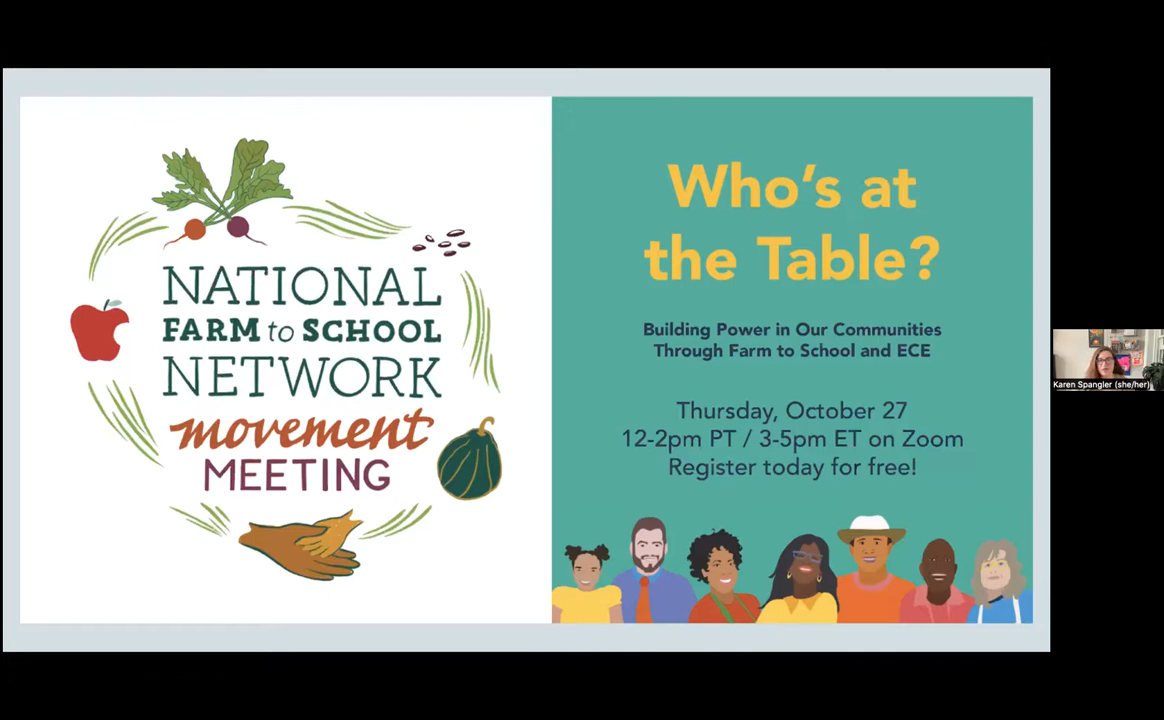 NATIONAL
FARM to SCHOOL
NETWORK
movement
MEETING
Who's at
the Table?
Building Power in Our Communities
Through Farm to School and ECE
Thursday, October 27
12-2pm PT / 3-5pm ET on Zoom
Register today for free!
Karen Spangler (she/her)